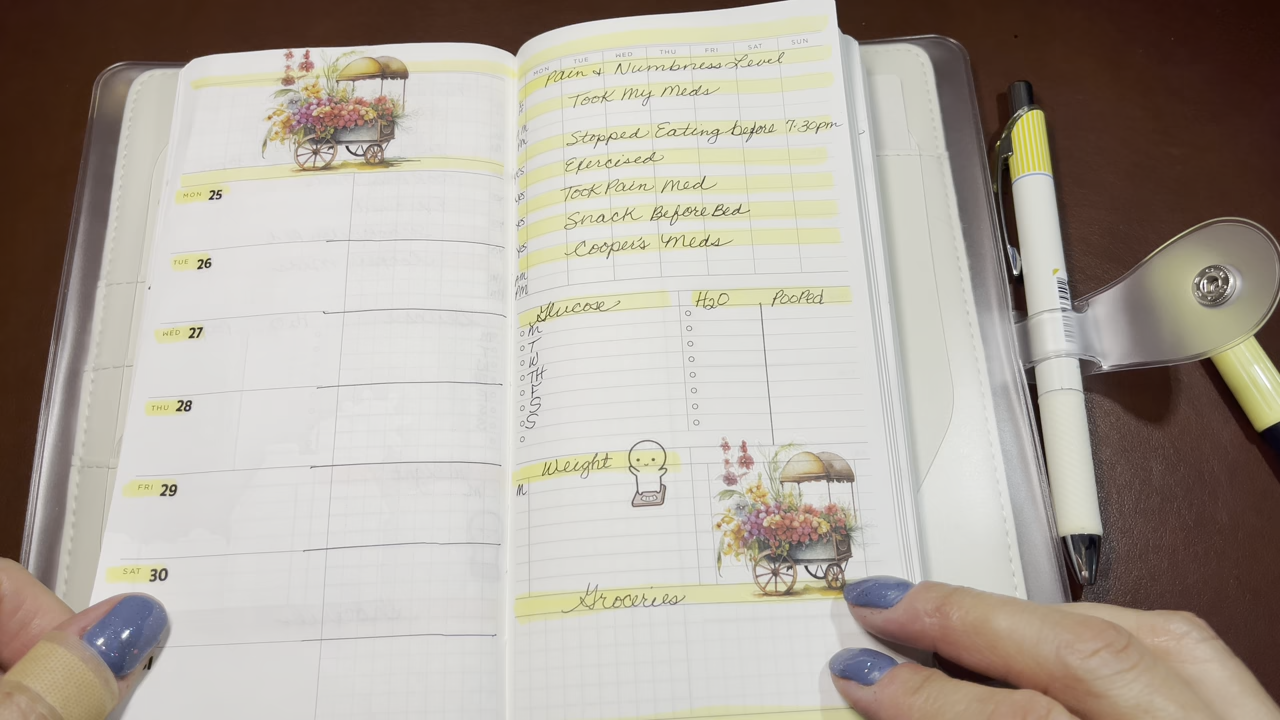 MON 25
TUE 26
WED 27
THU 28
FRI 29
SAT 30
MON TUE WED THU FRI SAT SUN
Pain & Numbness Level
Took My Meds
Stopped Eating before 7:30pm
Exercised
Took Pain Med
Snack Before Bed
Cooper's Meds
Glucose
M
T
W
TH
F
S
S
H2O
Pooped
Weight
M
Groceries